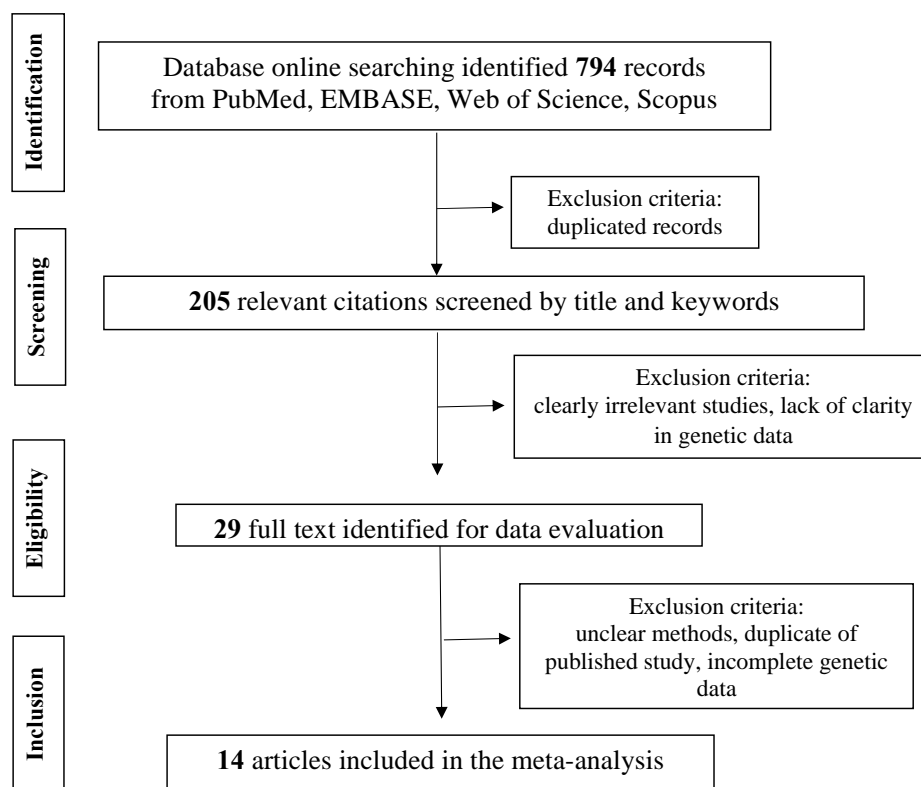 Identification
Database online searching identified 794 records
from PubMed, EMBASE, Web of Science, Scopus
Exclusion criteria:
duplicated records
Screening
205 relevant citations screened by title and keywords
Exclusion criteria:
clearly irrelevant studies, lack of clarity
in genetic data
Eligibility
29 full text identified for data evaluation
Exclusion criteria:
unclear methods, duplicate of
published study, incomplete genetic
data
Inclusion
14 articles included in the meta-analysis